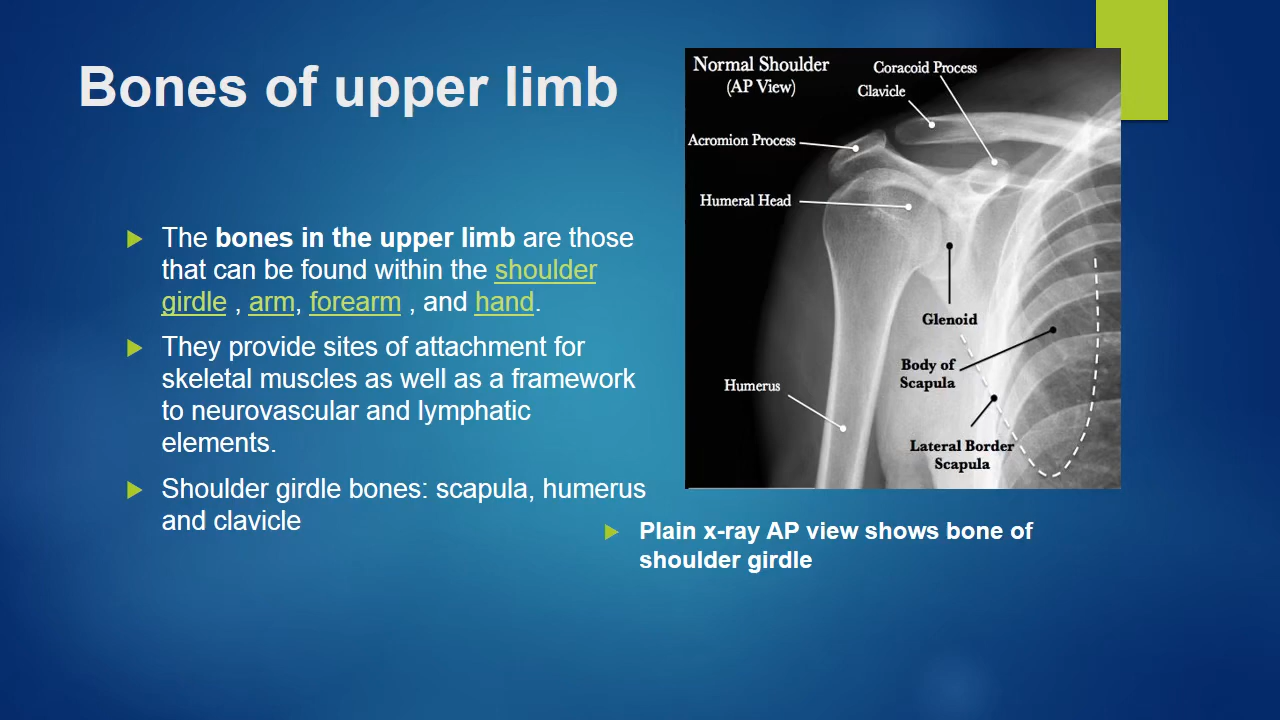 Bones of upper limb
The bones in the upper limb are those
that can be found within the shoulder
girdle , arm, forearm , and hand.
They provide sites of attachment for
skeletal muscles as well as a framework
to neurovascular and lymphatic
elements.
Shoulder girdle bones: scapula, humerus
and clavicle
Normal Shoulder
(AP View)
Coracoid Process
Clavicle
Acromion Process
Humeral Head
Glenoid
Body of
Scapula
Humerus
Lateral Border
Scapula
Plain x-ray AP view shows bone of
shoulder girdle